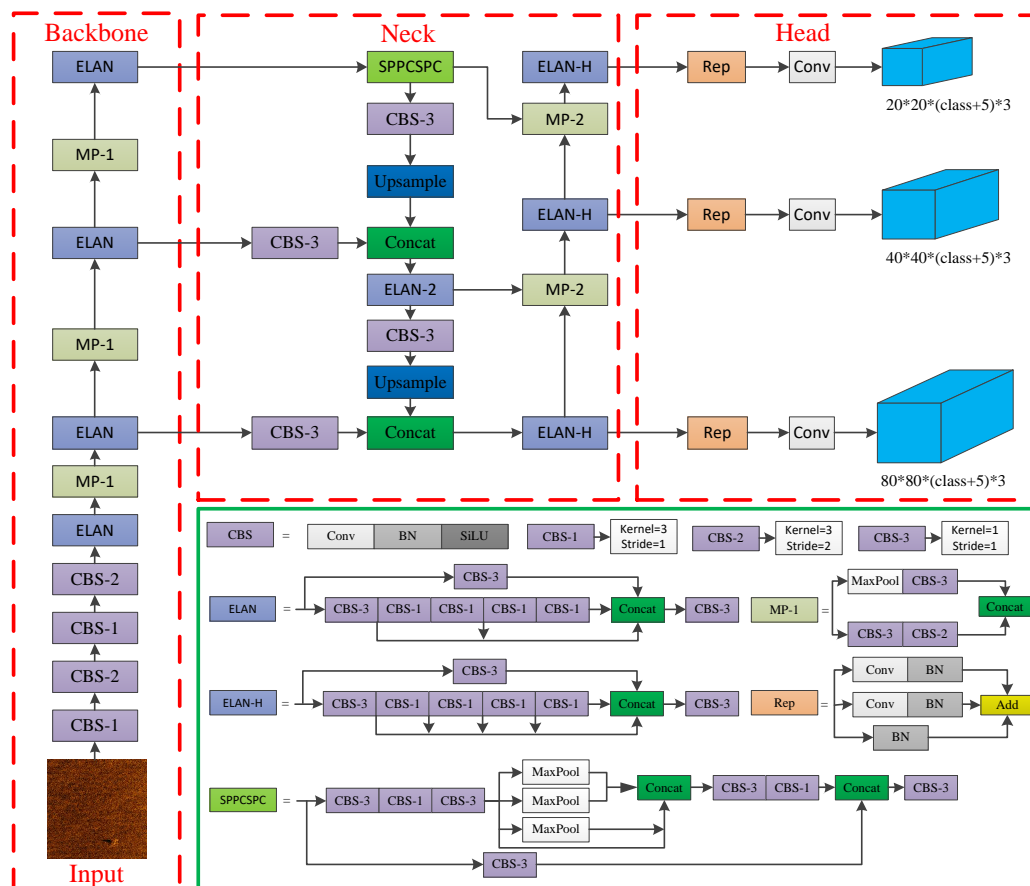 Backbone
Neck
Head
ELAN
SPPCSPC
ELAN-H
Rep
Conv
20*20*(class+5)*3
CBS-3
MP-2
MP-1
Upsample
ELAN-H
Rep
Conv
40*40*(class+5)*3
ELAN
CBS-3
Concat
ELAN-2
MP-2
CBS-3
MP-1
Upsample
ELAN
CBS-3
Concat
ELAN-H
Rep
Conv
80*80*(class+5)*3
MP-1
ELAN
CBS-2
CBS-1
CBS-2
CBS-1
Input
CBS = Conv BN SiLU
CBS-1
Kernel=3
Stride=1
CBS-2
Kernel=3
Stride=2
CBS-3
Kernel=1
Stride=1
CBS-3
ELAN = CBS-3 CBS-1 CBS-1 CBS-1 CBS-1 Concat CBS-3
MaxPool CBS-3
MP-1 = Concat
CBS-3 CBS-2
CBS-3
ELAN-H = CBS-3 CBS-1 CBS-1 CBS-1 CBS-1 Concat CBS-3
Conv BN
Rep = Conv BN Add
BN
MaxPool
SPPCSPC = CBS-3 CBS-1 CBS-3 MaxPool Concat CBS-3 CBS-1 Concat CBS-3
MaxPool
CBS-3